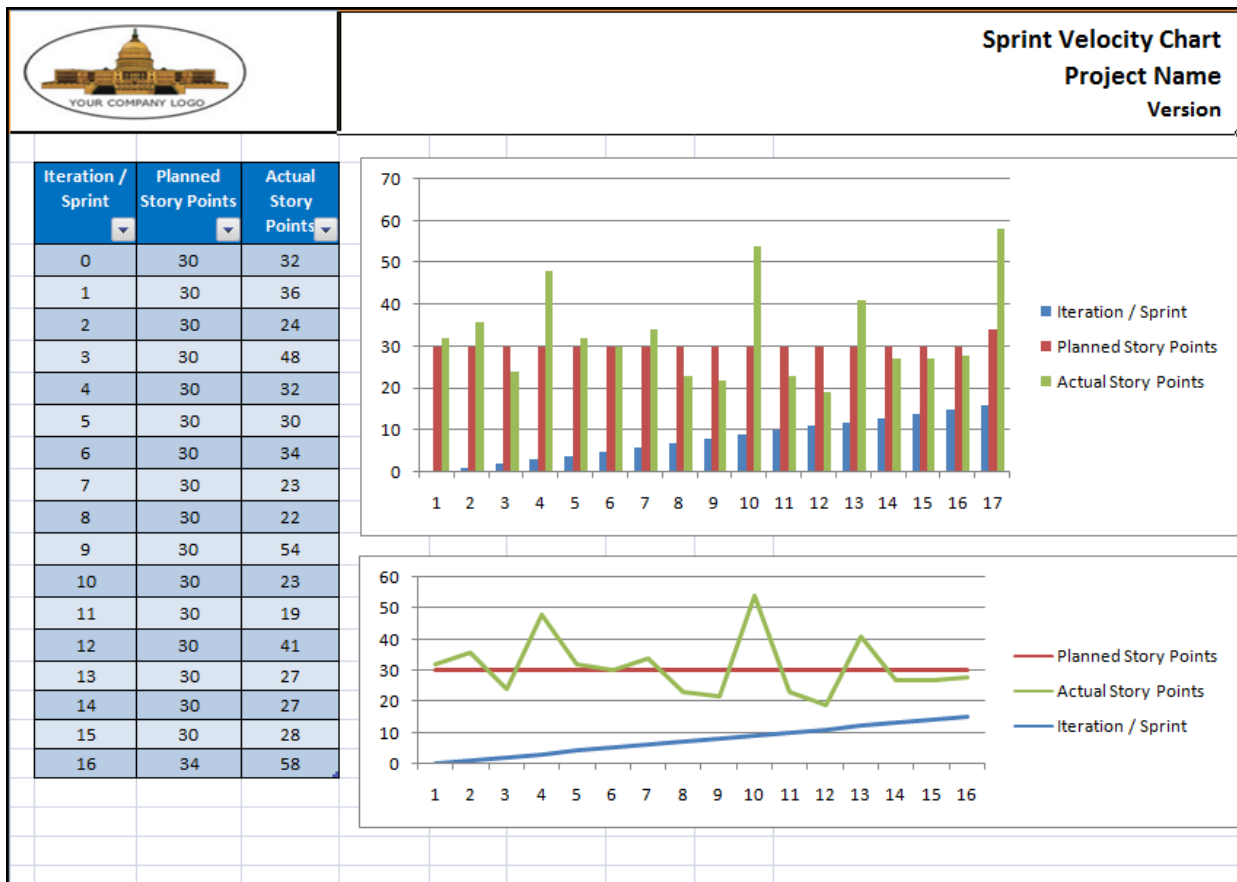 YOUR COMPANY LOGO
Sprint Velocity Chart
Project Name
Version
Iteration / Planned Actual
Sprint Story Points Story
Points
0 30 32
1 30 36
2 30 24
3 30 48
4 30 32
5 30 30
6 30 34
7 30 23
8 30 22
9 30 54
10 30 23
11 30 19
12 30 41
13 30 27
14 30 27
15 30 28
16 34 58
70
60
50
40
30
20
10
0
1 2 3 4 5 6 7 8 9 10 11 12 13 14 15 16 17
Iteration / Sprint
Planned Story Points
Actual Story Points
60
50
40
30
20
10
0
1 2 3 4 5 6 7 8 9 10 11 12 13 14 15 16
Planned Story Points
Actual Story Points
Iteration / Sprint